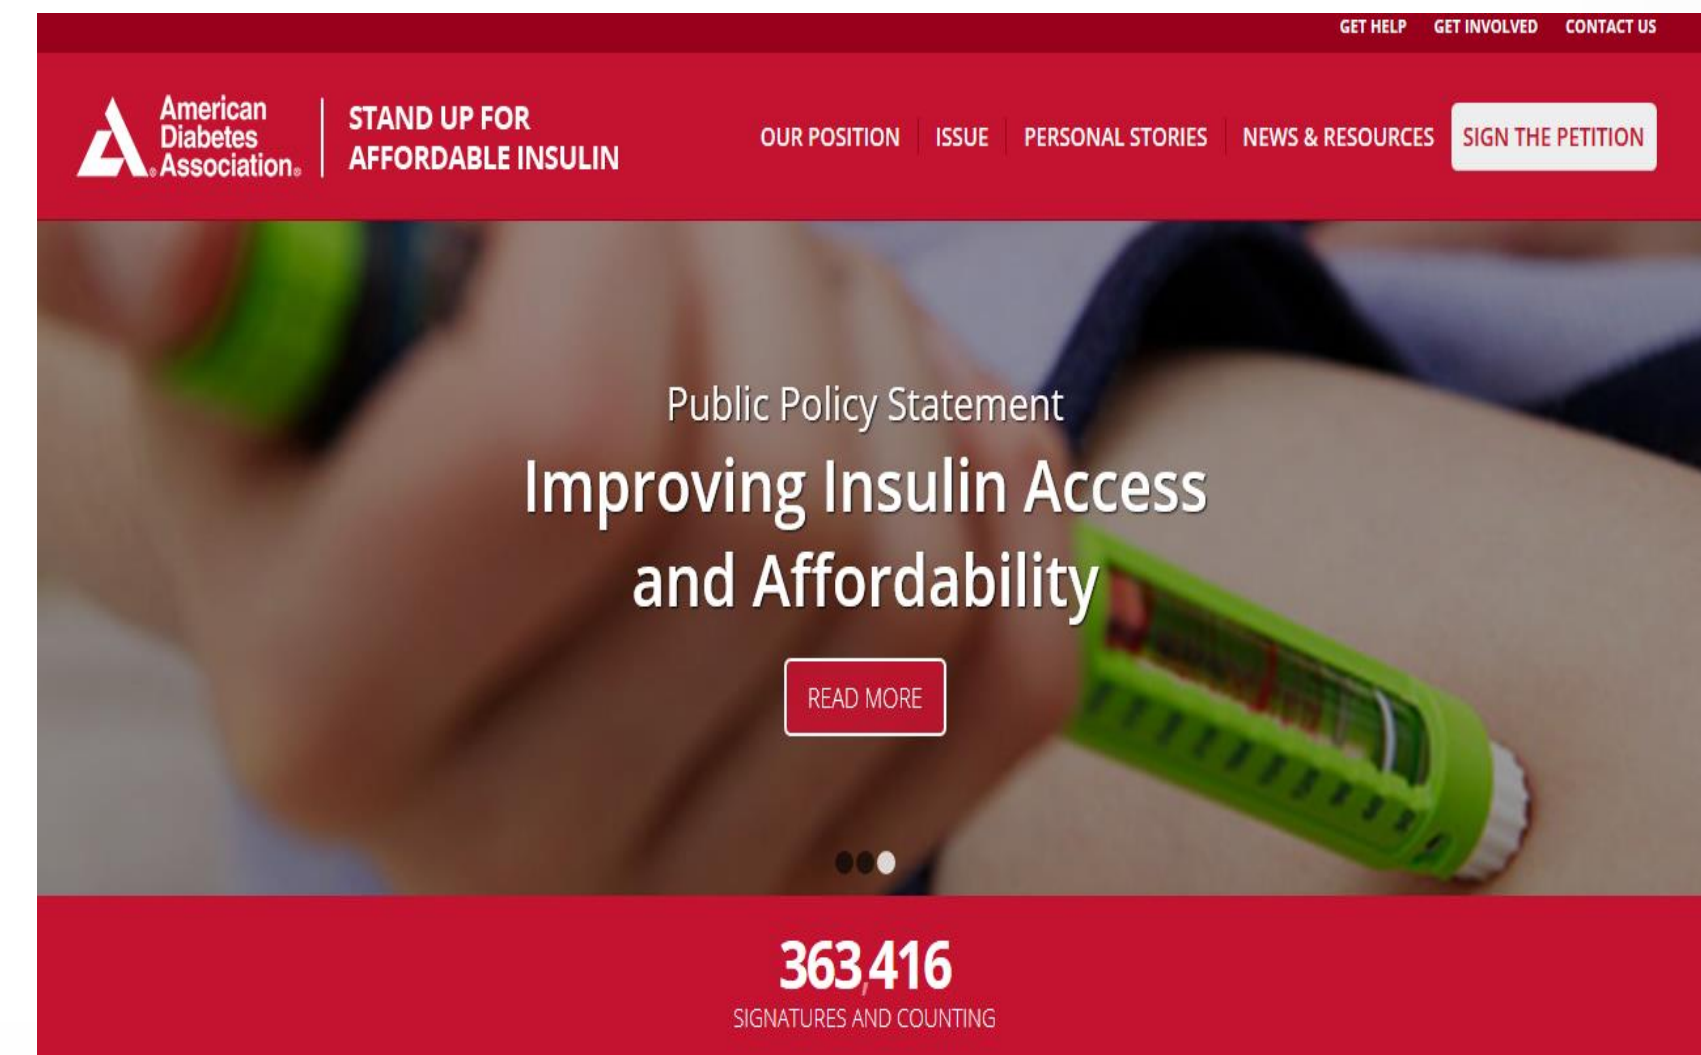 GET HELP GET INVOLVED CONTACT US
American
Diabetes
Association®
STAND UP FOR
AFFORDABLE INSULIN
OUR POSITION ISSUE PERSONAL STORIES NEWS & RESOURCES SIGN THE PETITION
Public Policy Statement
Improving Insulin Access
and Affordability
READ MORE
363,416
SIGNATURES AND COUNTING